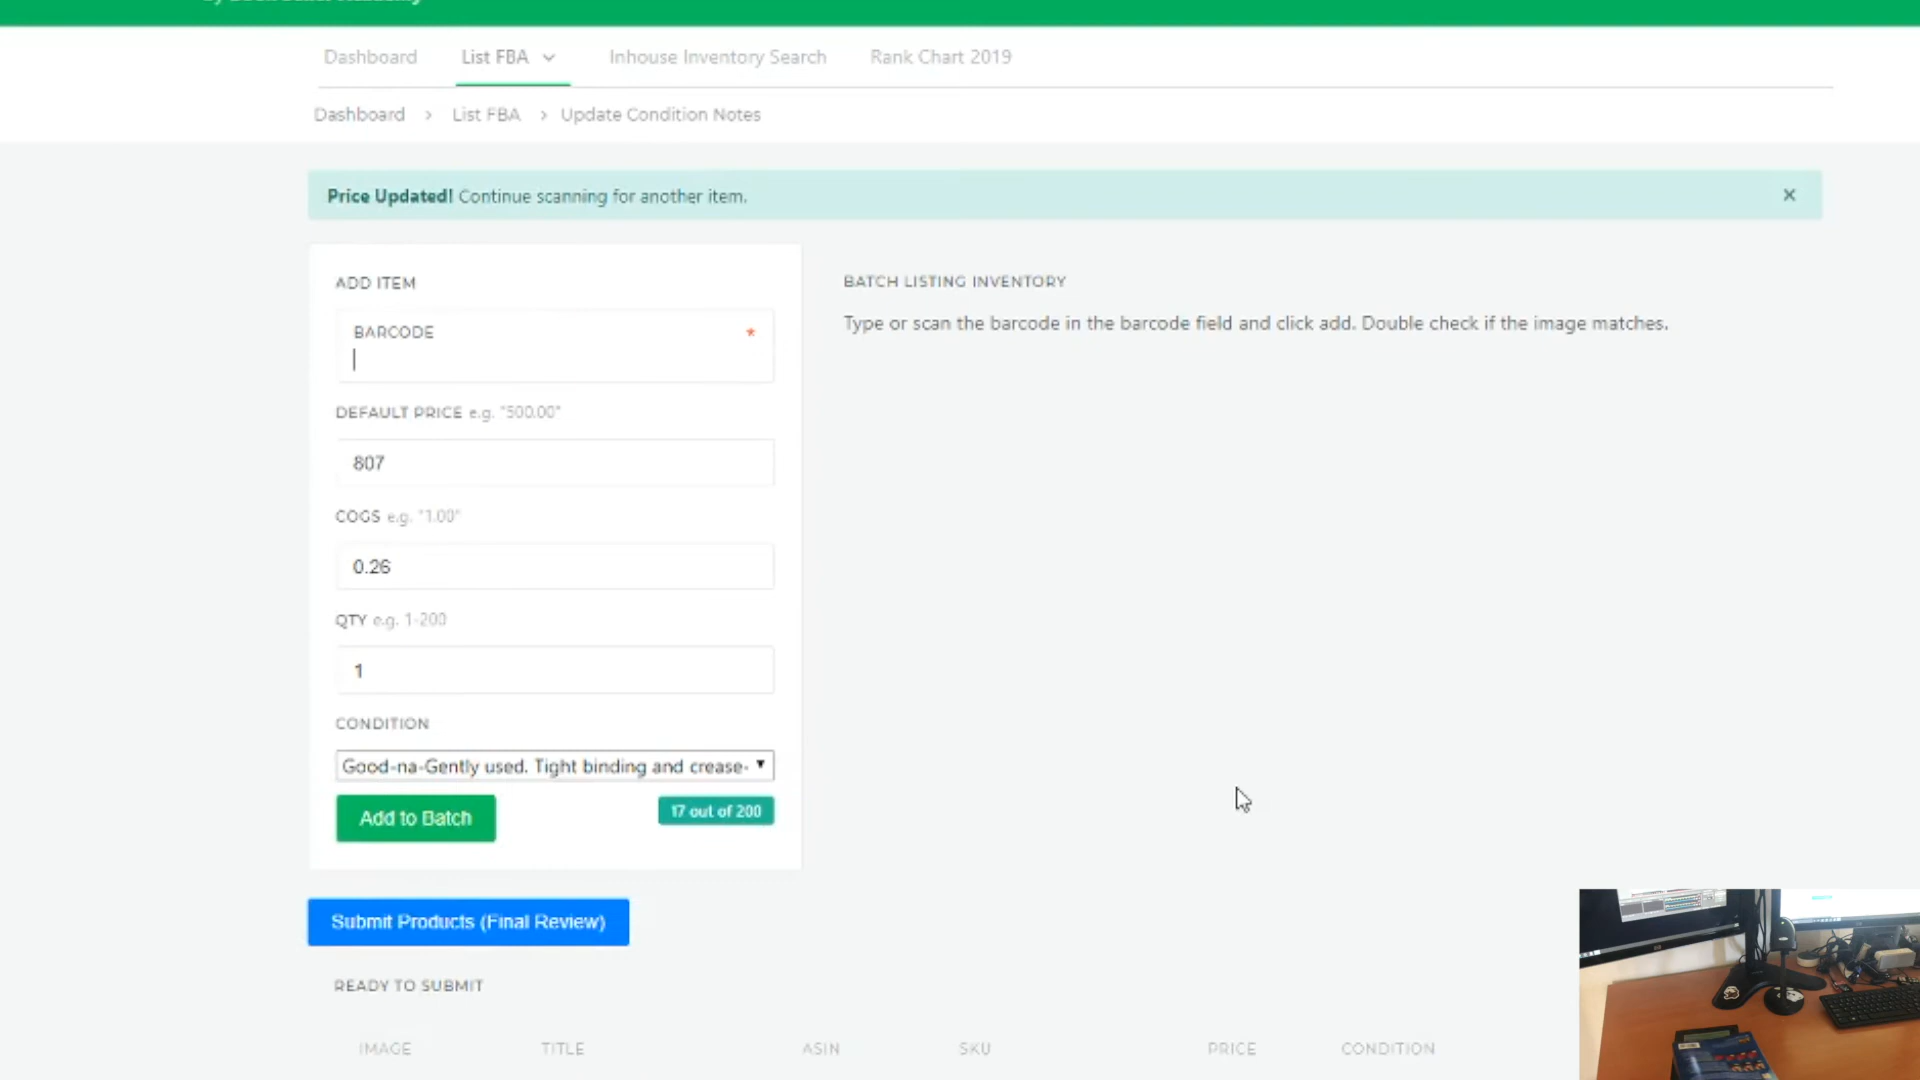 Dashboard List FBA Inhouse Inventory Search Rank Chart 2019
Dashboard > List FBA > Update Condition Notes
Price Updated! Continue scanning for another item. ×
ADD ITEM
BARCODE *
DEFAULT PRICE e.g. "500.00"
807
COGS e.g. "1.00"
0.26
QTY e.g. 1-200
1
CONDITION
Good-na-Gently used. Tight binding and crease-
Add to Batch
17 out of 200
BATCH LISTING INVENTORY
Type or scan the barcode in the barcode field and click add. Double check if the image matches.
Submit Products (Final Review)
READY TO SUBMIT
IMAGE TITLE ASIN SKU PRICE CONDITION